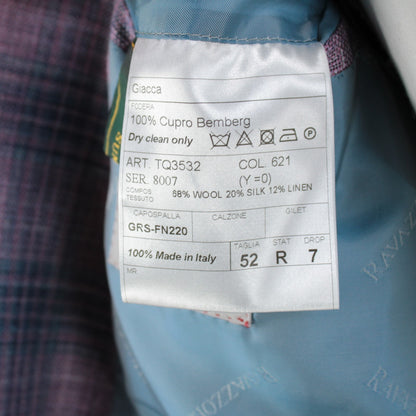 Giacca
FODERA
100% Cupro Bemberg
Dry clean only
P
ART. TQ3532 COL. 621
SER. 8007 (Y=0)
COMPOS. TESSUTO 68% WOOL 20% SILK 12% LINEN
CAPOSPALLA CALZONE GILET
GRS-FN220
100% Made in Italy
TAGLIA STAT DROP
52 R 7
MR
RAVAZZOLO
RAVAZZOLO